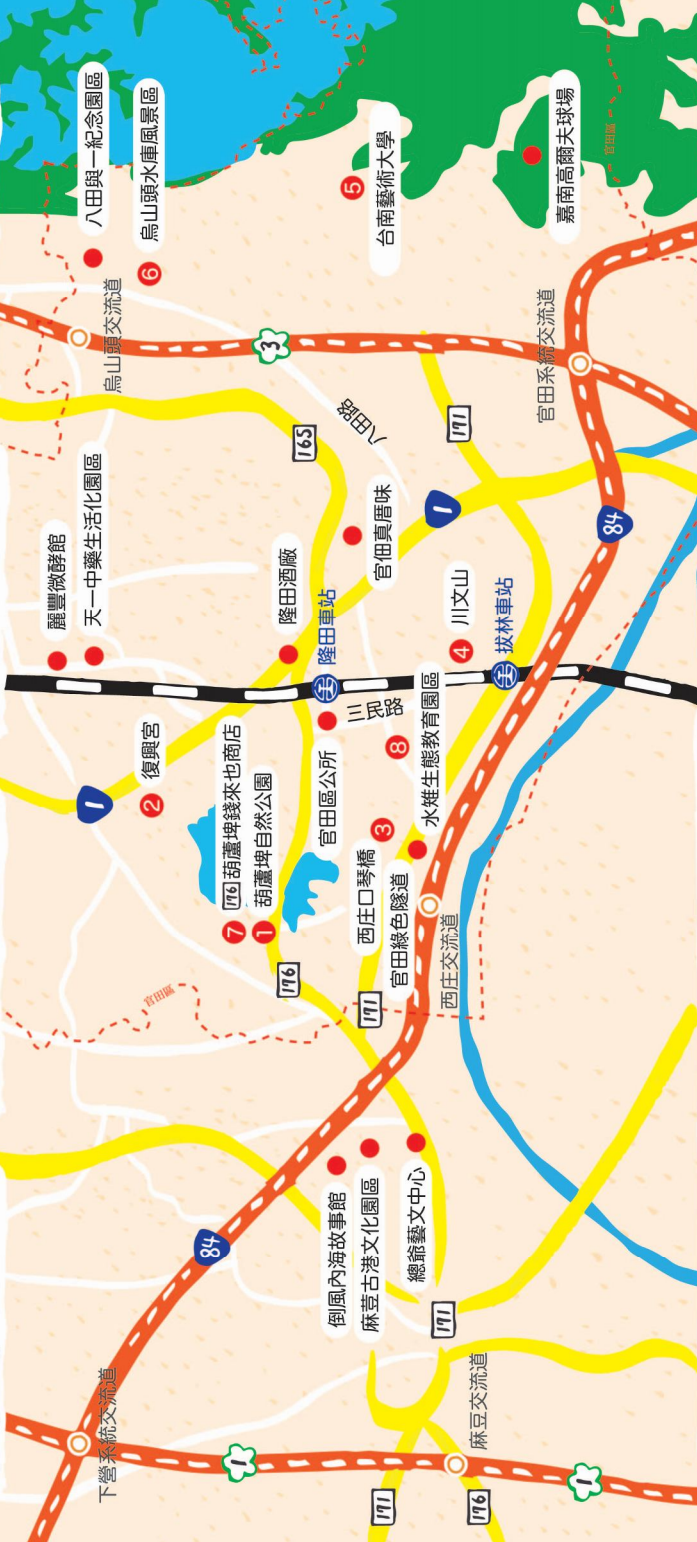 下營系統交流道
84
1
1
麻豆交流道
171
176
171
倒風內海故事館
麻荳古港文化園區
總爺藝文中心
官田區
176
171
西庄交流道
1
2
復興宮
7
176 葫蘆埤錢來也商店
1
葫蘆埤自然公園
官田區公所
西庄口琴橋
3
官田綠色隧道
水雉生態教育園區
8
三民路
隆田車站
隆田酒廠
麗豐微酵館
天一中藥生活化園區
4
川文山
拔林車站
官佃真厝味
165
八田路
1
171
84
烏山頭交流道
3
官田系統交流道
八田與一紀念園區
6
烏山頭水庫風景區
5
台南藝術大學
嘉南高爾夫球場
官田區